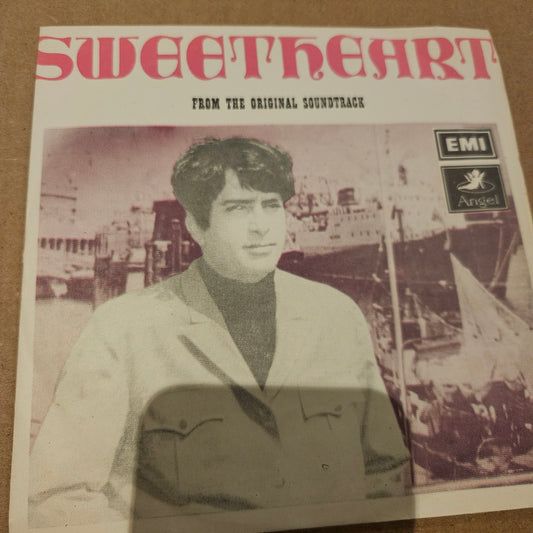 SWEETHEART
FROM THE ORIGINAL SOUNDTRACK
EMI
Angel